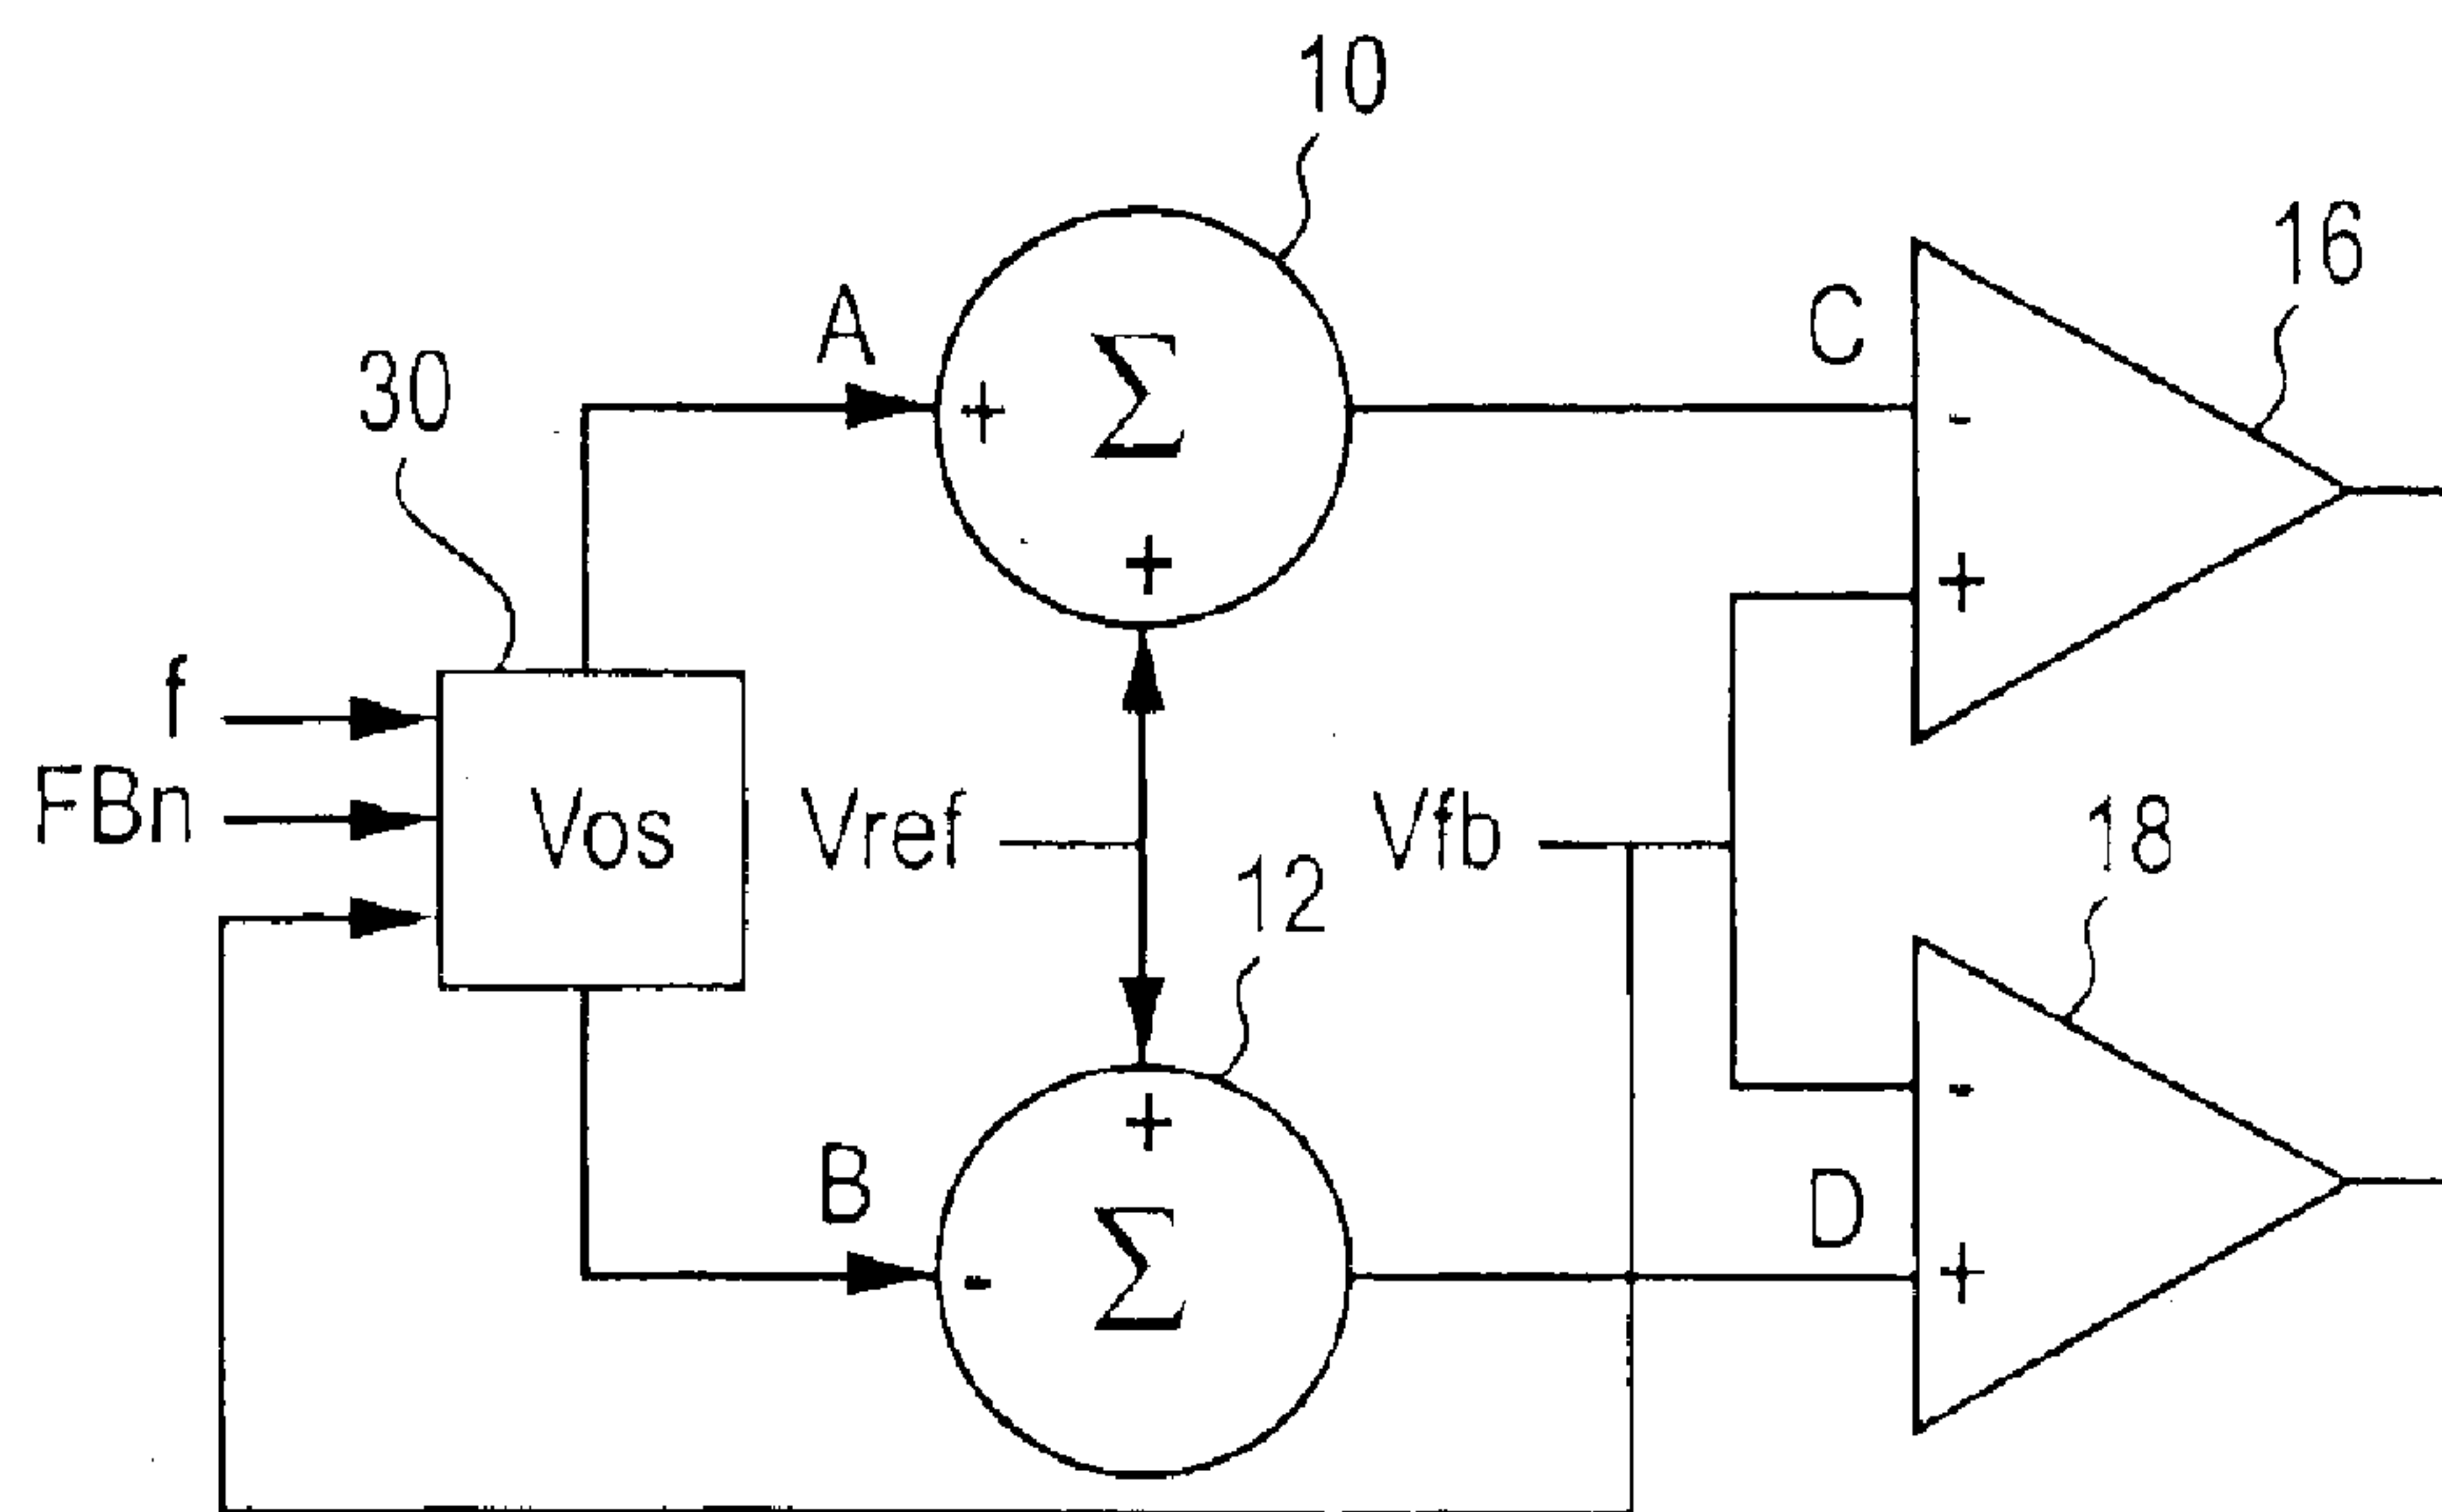 10
16
A
C
30
+
Σ
-
+
+
f
FBn
Vos
Vref
Vfb
18
12
-
+
B
D
-
Σ
+